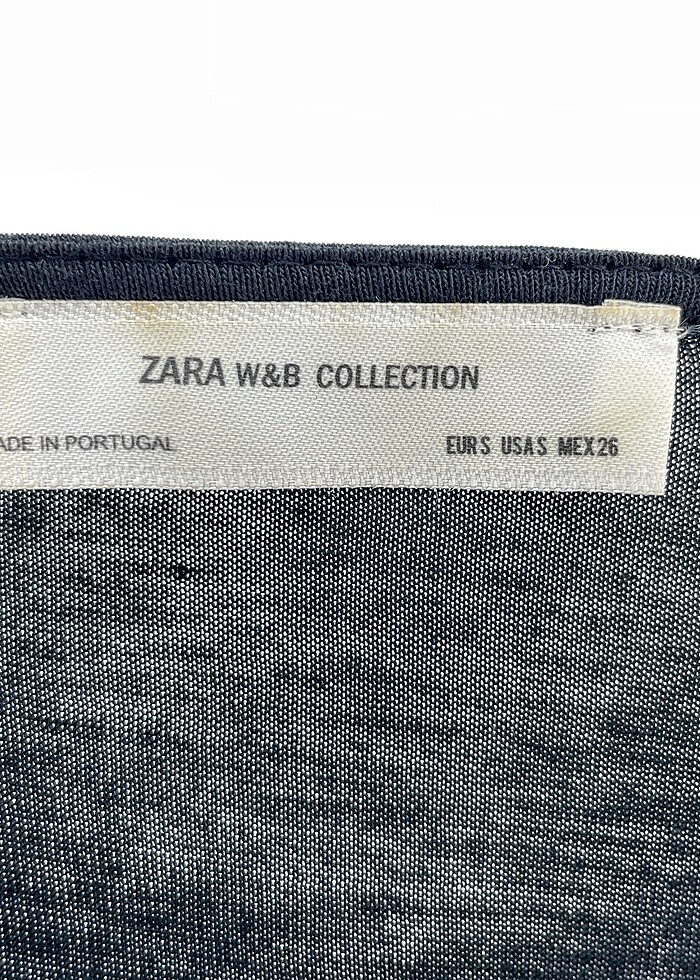 ZARA W&B COLLECTION
ADE IN PORTUGAL EUR S USA S MEX 26